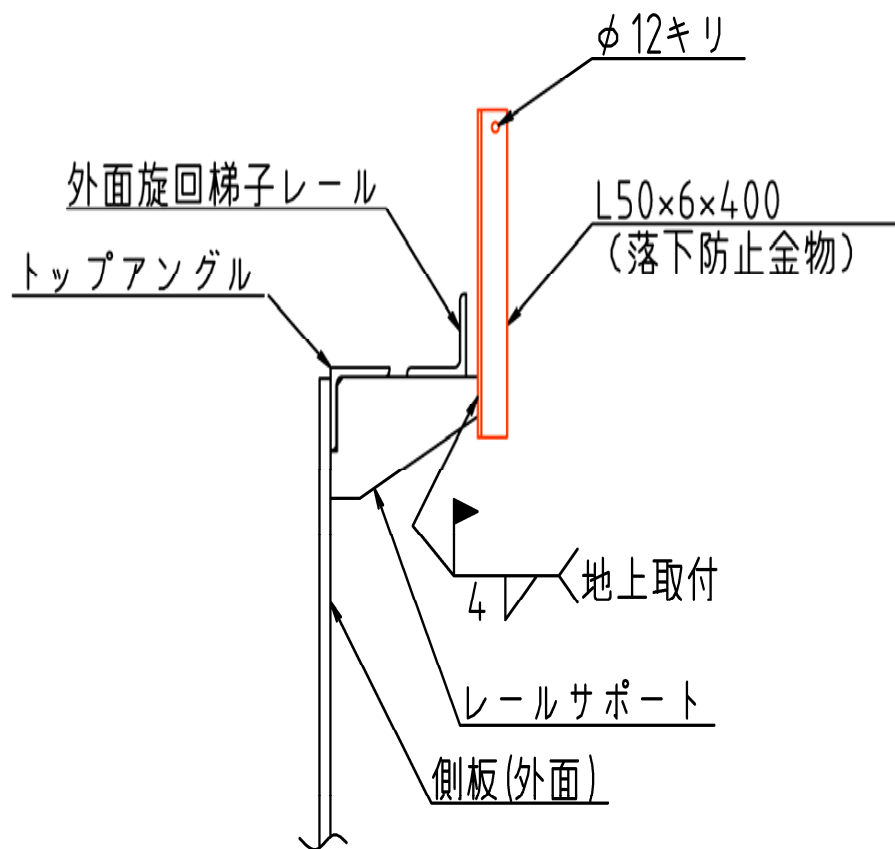 φ12キリ
外面旋回梯子レール
L50×6×400
(落下防止金物)
トップアングル
4
地上取付
レールサポート
側板(外面)